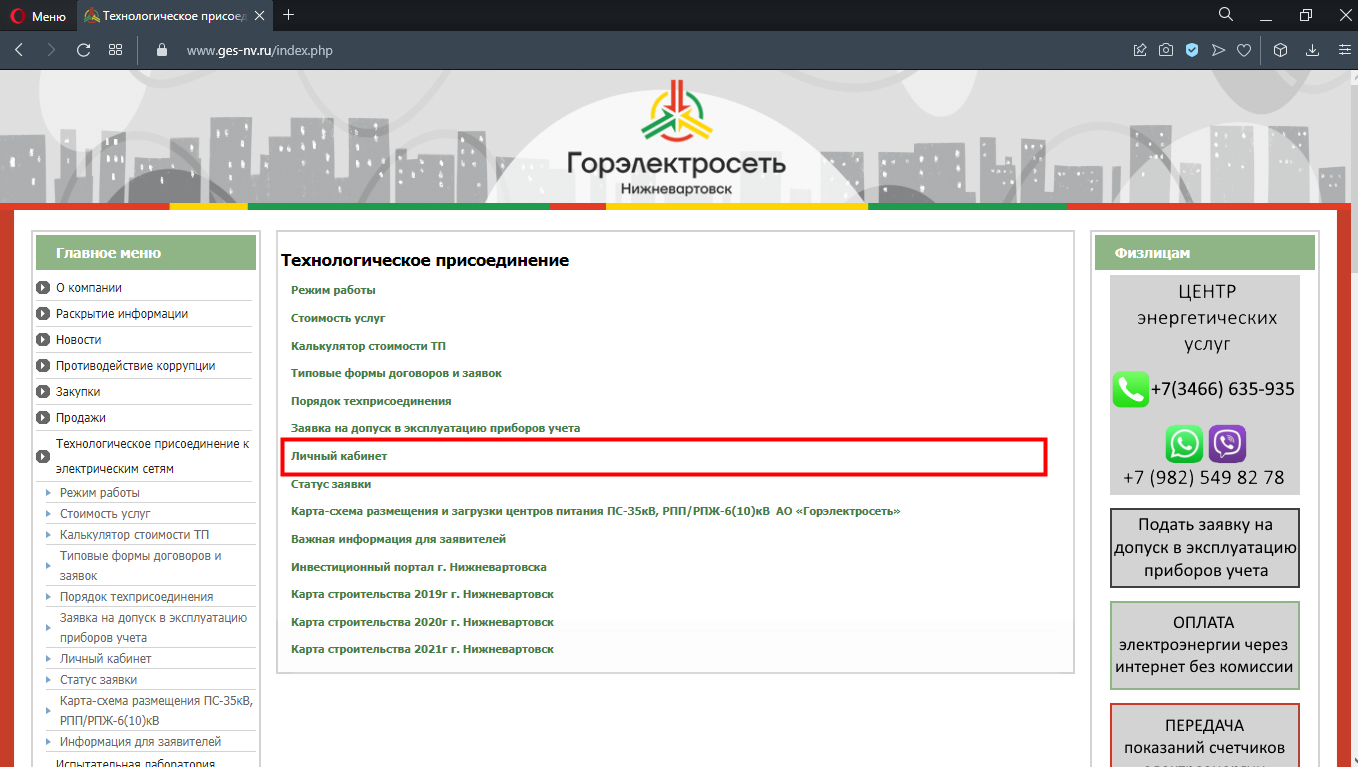 Меню
Технологическое присоед
www.ges-nv.ru/index.php
Горэлектросеть
Нижневартовск
Главное меню
О компании
Раскрытие информации
Новости
Противодействие коррупции
Закупки
Продажи
Технологическое присоединение к
электрическим сетям
Режим работы
Стоимость услуг
Калькулятор стоимости ТП
Типовые формы договоров и
заявок
Порядок техприсоединения
Заявка на допуск в эксплуатацию
приборов учета
Личный кабинет
Статус заявки
Карта-схема размещения ПС-35кВ,
РПП/РПЖ-6(10)кВ
Информация для заявителей
Испытательная лаборатория
Технологическое присоединение
Режим работы
Стоимость услуг
Калькулятор стоимости ТП
Типовые формы договоров и заявок
Порядок техприсоединения
Заявка на допуск в эксплуатацию приборов учета
Личный кабинет
Статус заявки
Карта-схема размещения и загрузки центров питания ПС-35кВ, РПП/РПЖ-6(10)кВ АО «Горэлектросеть»
Важная информация для заявителей
Инвестиционный портал г. Нижневартовска
Карта строительства 2019г г. Нижневартовск
Карта строительства 2020г г. Нижневартовск
Карта строительства 2021г г. Нижневартовск
Физлицам
ЦЕНТР
энергетических
услуг
+7(3466) 635-935
+7 (982) 549 82 78
Подать заявку на
допуск в эксплуатацию
приборов учета
ОПЛАТА
электроэнергии через
интернет без комиссии
ПЕРЕДАЧА
показаний счетчиков